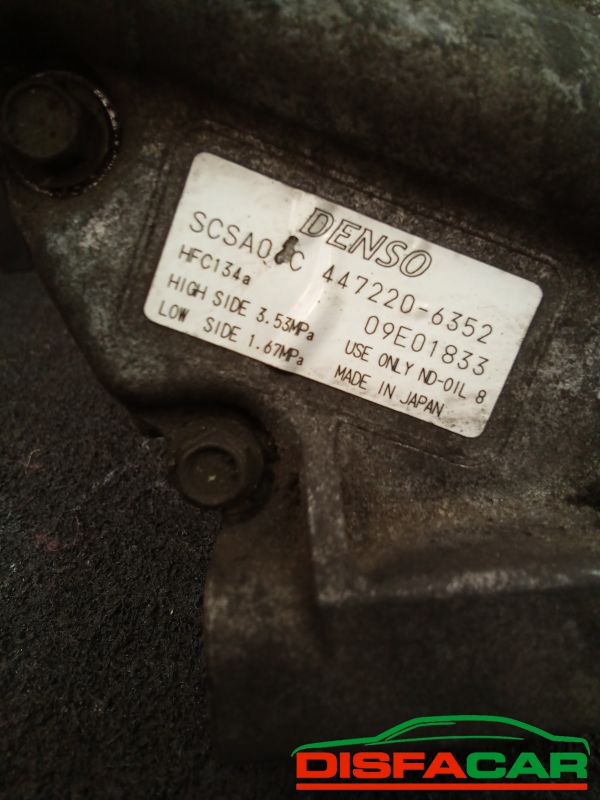 DENSO
447220-6352
HFC134a 09E01833
HIGH SIDE 3.53MPa USE ONLY ND-OIL 8
LOW SIDE 1.67MPa MADE IN JAPAN
DISFACAR